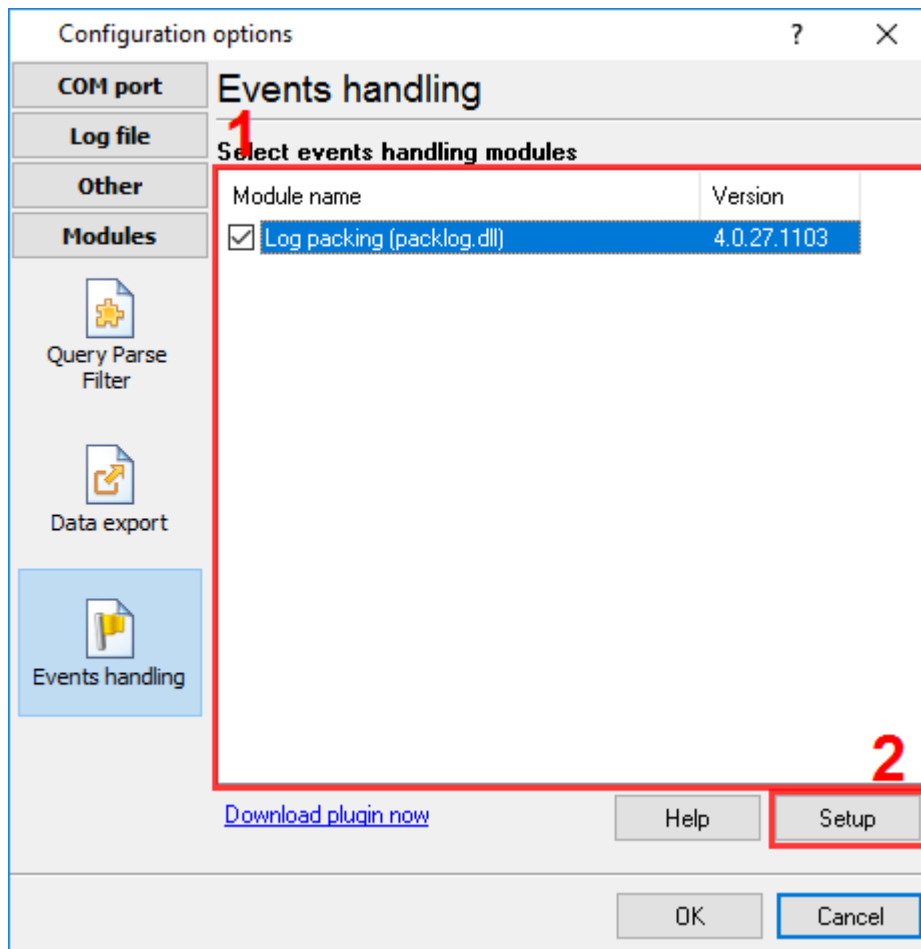 Configuration options
?
COM port
Log file
Other
Modules
Query Parse
Filter
Data export
Events handling
Events handling
1
Select events handling modules
Module name Version
Log packing (packlog.dll) 4.0.27.1103
2
Download plugin now
Help
Setup
OK
Cancel